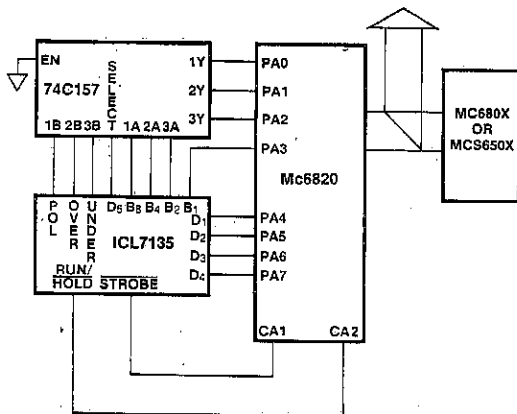 EN
74C157
SELECT
1Y
2Y
3Y
1B 2B 3B 1A 2A 3A
POL
OVER
UNDER
D5 B8 B4 B2 B1
ICL7135
D1
D2
D3
D4
RUN/
HOLD STROBE
PA0
PA1
PA2
PA3
Mc6820
PA4
PA5
PA6
PA7
CA1 CA2
MC680X
OR
MCS650X